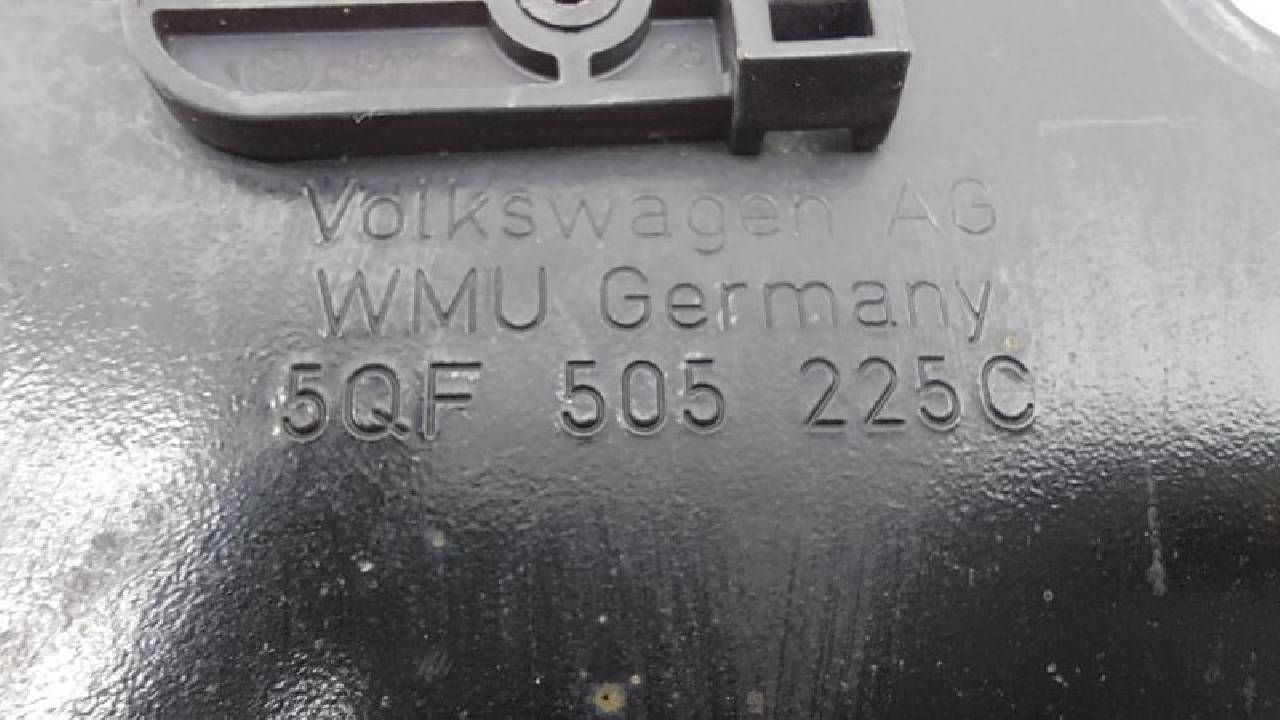 Volkswagen AG
WMU Germany
5QF 505 225C